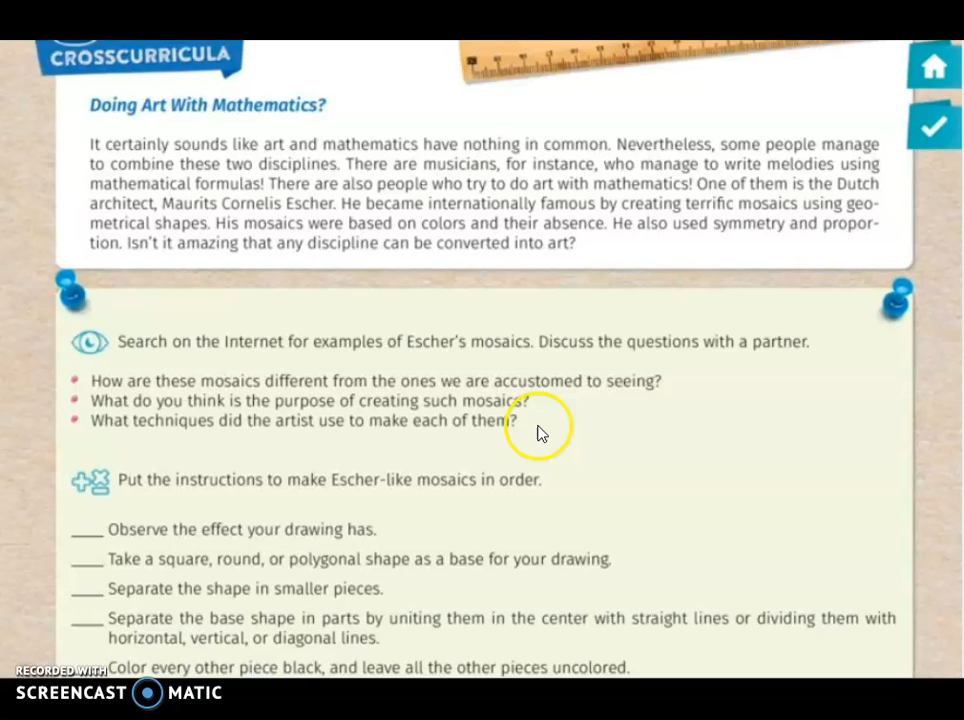 CROSSCURRICULA
Doing Art With Mathematics?
It certainly sounds like art and mathematics have nothing in common. Nevertheless, some people manage
to combine these two disciplines. There are musicians, for instance, who manage to write melodies using
mathematical formulas! There are also people who try to do art with mathematics! One of them is the Dutch
architect, Maurits Cornelis Escher. He became internationally famous by creating terrific mosaics using geo-
metrical shapes. His mosaics were based on colors and their absence. He also used symmetry and propor-
tion. Isn't it amazing that any discipline can be converted into art?
Search on the Internet for examples of Escher's mosaics. Discuss the questions with a partner.
• How are these mosaics different from the ones we are accustomed to seeing?
• What do you think is the purpose of creating such mosaics?
• What techniques did the artist use to make each of them?
Put the instructions to make Escher-like mosaics in order.
____ Observe the effect your drawing has.
____ Take a square, round, or polygonal shape as a base for your drawing.
____ Separate the shape in smaller pieces.
____ Separate the base shape in parts by uniting them in the center with straight lines or dividing them with
horizontal, vertical, or diagonal lines.
Color every other piece black, and leave all the other pieces uncolored.
RECORDED WITH
SCREENCAST MATIC